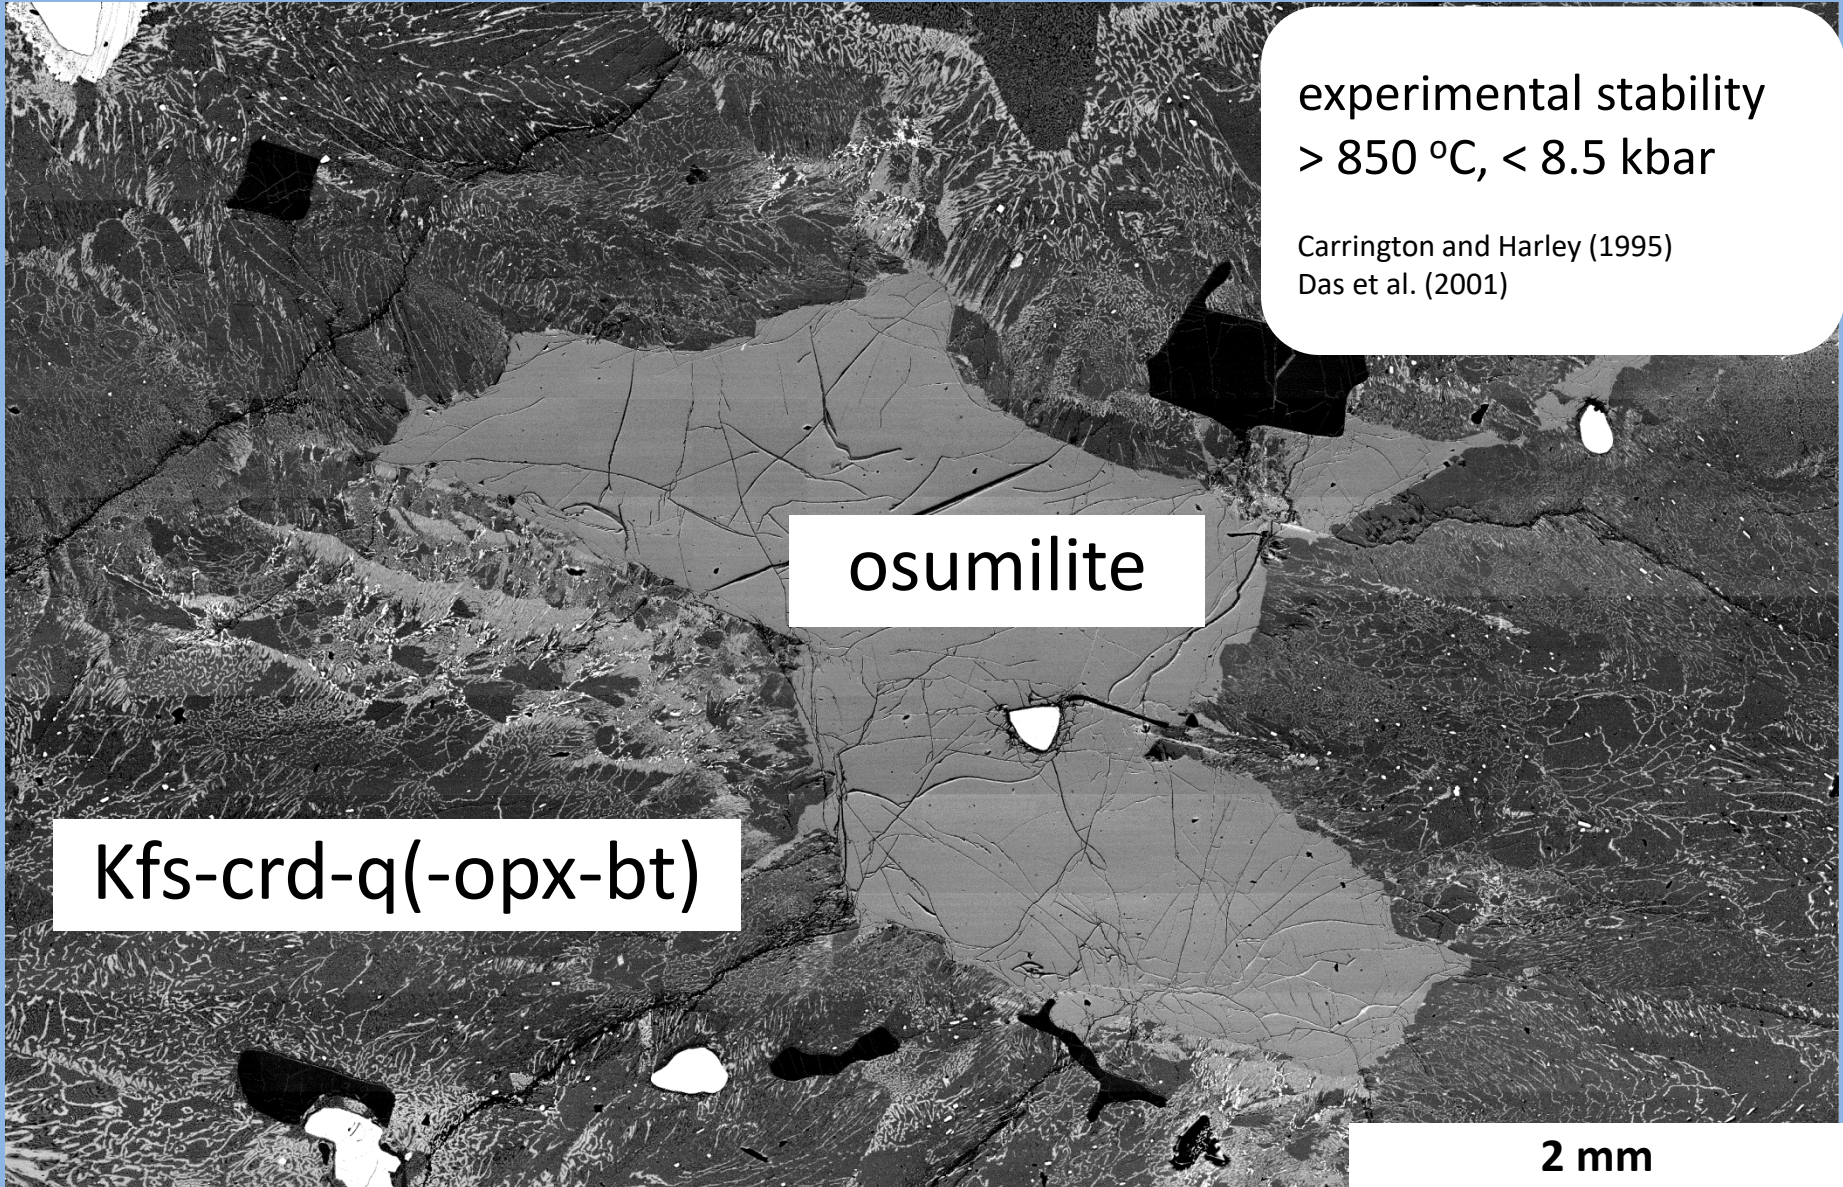 experimental stability
> 850 ºC, < 8.5 kbar
Carrington and Harley (1995)
Das et al. (2001)
osumilite
Kfs-crd-q(-opx-bt)
2 mm